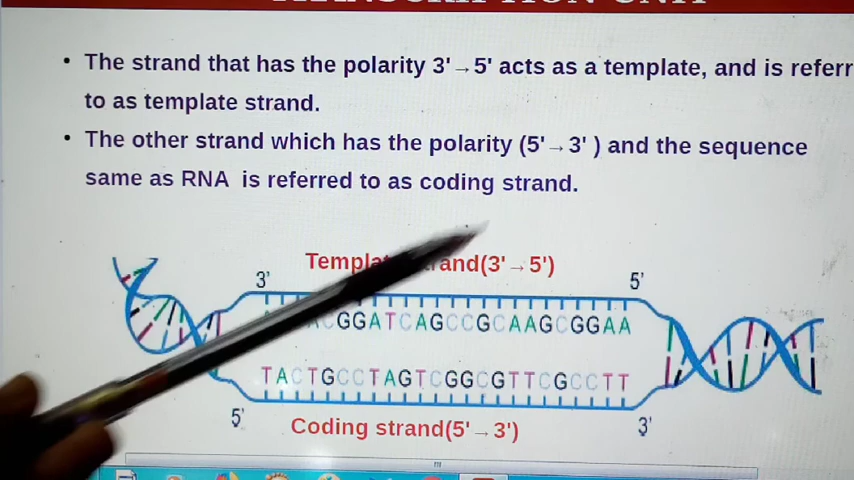 TRANSCRIPTION UNIT
• The strand that has the polarity 3'→5' acts as a template, and is referr
to as template strand.
• The other strand which has the polarity (5'→3' ) and the sequence
same as RNA is referred to as coding strand.
(3'→5')
3'
5'
GGATCAGCCGCAAGCGGAA
TACTGCCTAGTCGGCGTTCGCCTT
5'
Coding strand(5'→3')
3'